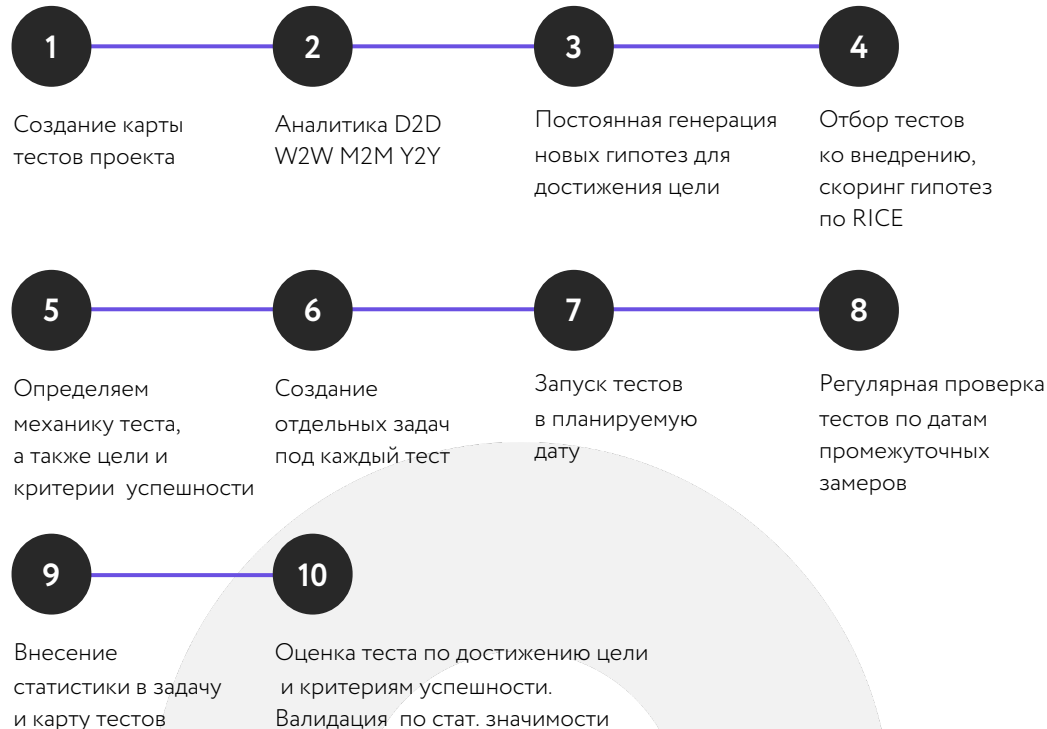 1
Создание карты
тестов проекта
2
Аналитика D2D
W2W M2M Y2Y
3
Постоянная генерация
новых гипотез для
достижения цели
4
Отбор тестов
ко внедрению,
скоринг гипотез
по RICE
5
Определяем
механику теста,
а также цели и
критерии успешности
6
Создание
отдельных задач
под каждый тест
7
Запуск тестов
в планируемую
дату
8
Регулярная проверка
тестов по датам
промежуточных
замеров
9
Внесение
статистики в задачу
и карту тестов
10
Оценка теста по достижению цели
и критериям успешности.
Валидация по стат. значимости